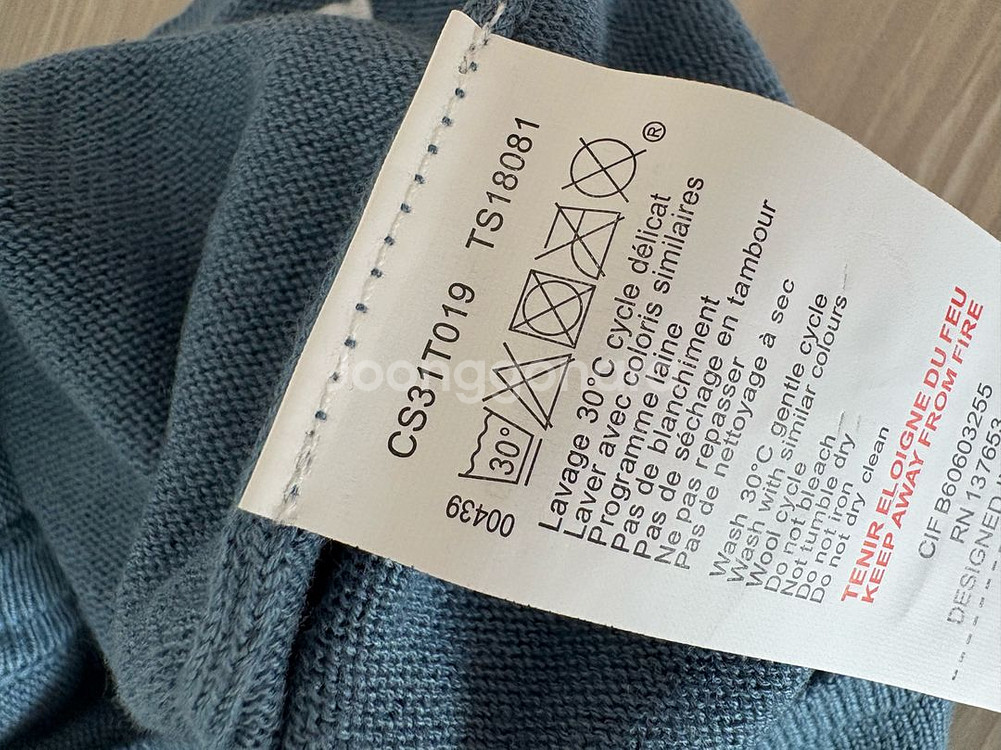 CS31T019 TS18081
®
30°
00439
Lavage 30°C cycle délicat
Laver avec coloris similaires
Programme laine
Pas de blanchiment
Pas de séchage en tambour
Ne pas repasser
Pas de nettoyage à sec
Wash 30°C gentle cycle
Wash with similar colours
Wool cycle
Do not bleach
Do not tumble dry
Do not iron
Do not dry clean
TENIR ELOIGNE DU FEU
KEEP AWAY FROM FIRE
CIF B60603255
RN 137653
DESIGNED
joonggonara